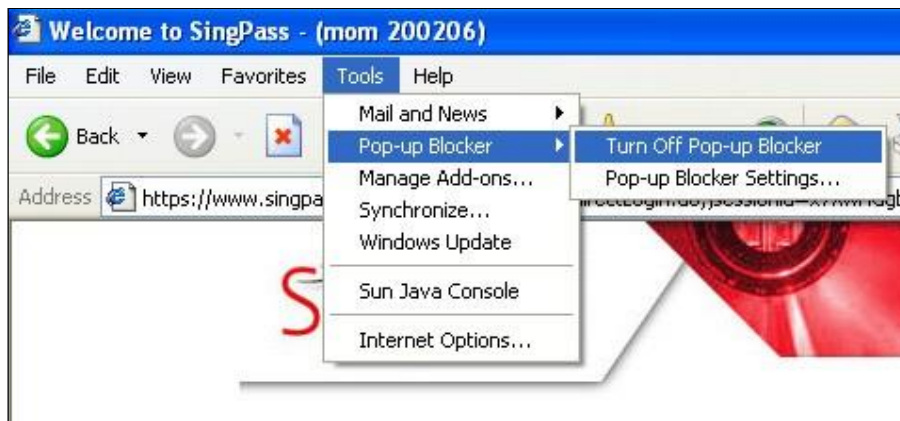 Welcome to SingPass - (mom 200206)
File Edit View Favorites Tools Help
Mail and News
Back Pop-up Blocker Turn Off Pop-up Blocker
Manage Add-ons... Pop-up Blocker Settings...
Address https://www.singpa
Synchronize...
Windows Update
Sun Java Console
Internet Options...